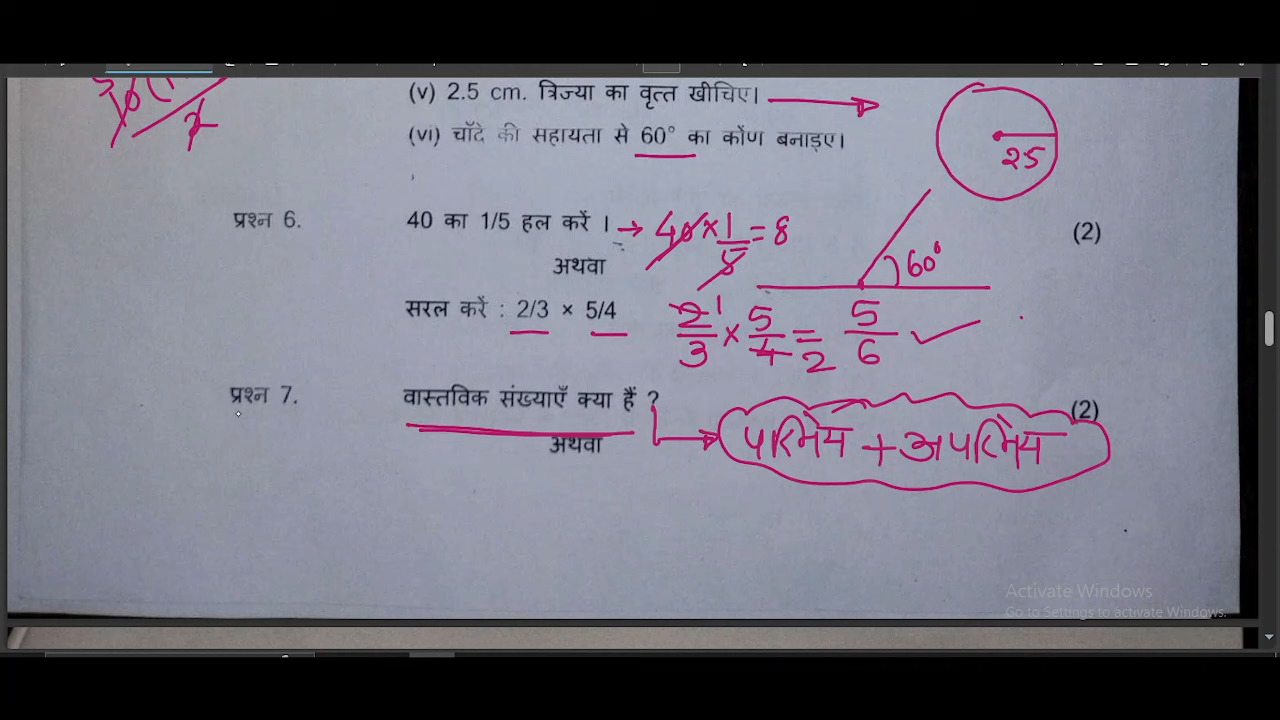 (v) 2.5 cm. त्रिज्या का वृत्त खीचिए।
(vi) चाँदे की सहायता से 60° का कोंण बनाइए।
25
प्रश्न 6. 40 का 1/5 हल करें । → 40 × 1/5 = 8 (2)
60°
अथवा
सरल करें : 2/3 × 5/4 2/3 1 × 5/4 2 = 5/6
प्रश्न 7. वास्तविक संख्याएँ क्या हैं ? (2)
परिमेय + अपरिमेय
अथवा
Activate Windows
Go to Settings to activate Windows.